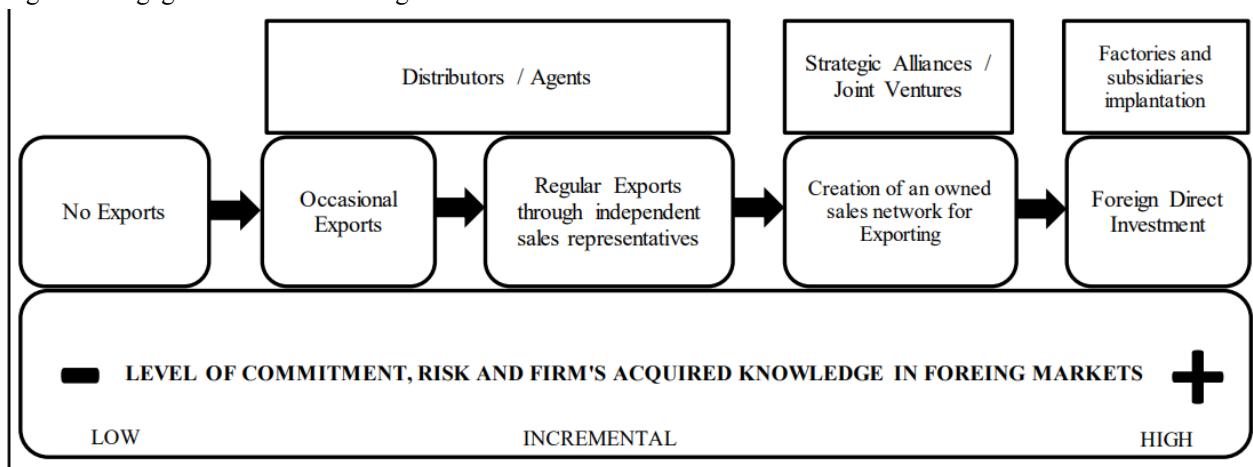 Distributors / Agents
Strategic Alliances /
Joint Ventures
Factories and
subsidiaries
implantation
No Exports
Occasional
Exports
Regular Exports
through independent
sales representatives
Creation of an owned
sales network for
Exporting
Foreign Direct
Investment
LEVEL OF COMMITMENT, RISK AND FIRM'S ACQUIRED KNOWLEDGE IN FOREING MARKETS
LOW
INCREMENTAL
HIGH